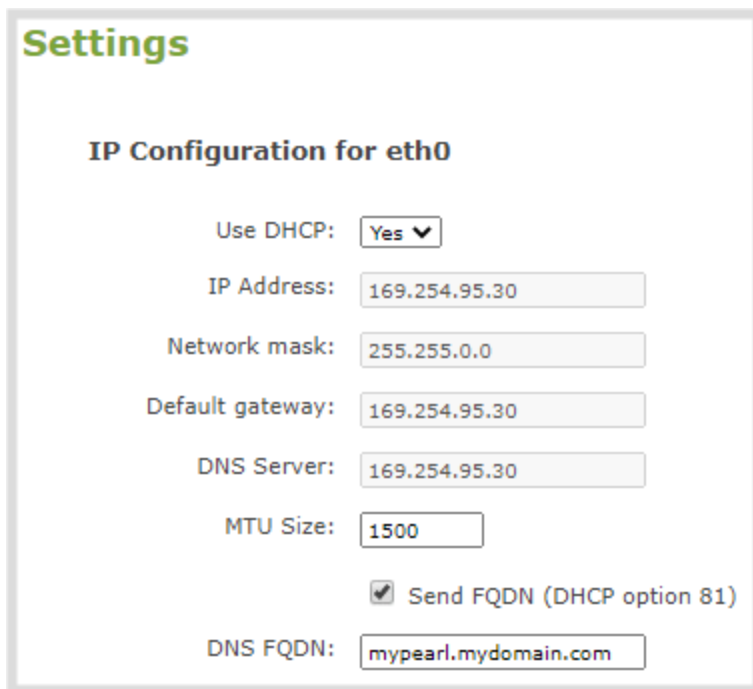 Settings
IP Configuration for eth0
Use DHCP: Yes
IP Address: 169.254.95.30
Network mask: 255.255.0.0
Default gateway: 169.254.95.30
DNS Server: 169.254.95.30
MTU Size: 1500
Send FQDN (DHCP option 81)
DNS FQDN: mypearl.mydomain.com